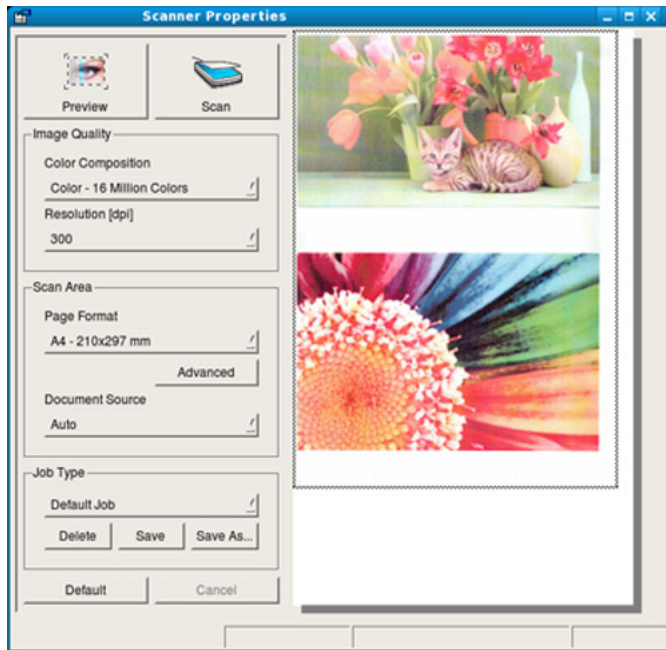 Scanner Properties
Preview
Scan
Image Quality
Color Composition
Color - 16 Million Colors
Resolution [dpi]
300
Scan Area
Page Format
A4 - 210x297 mm
Advanced
Document Source
Auto
Job Type
Default Job
Delete
Save
Save As...
Default
Cancel